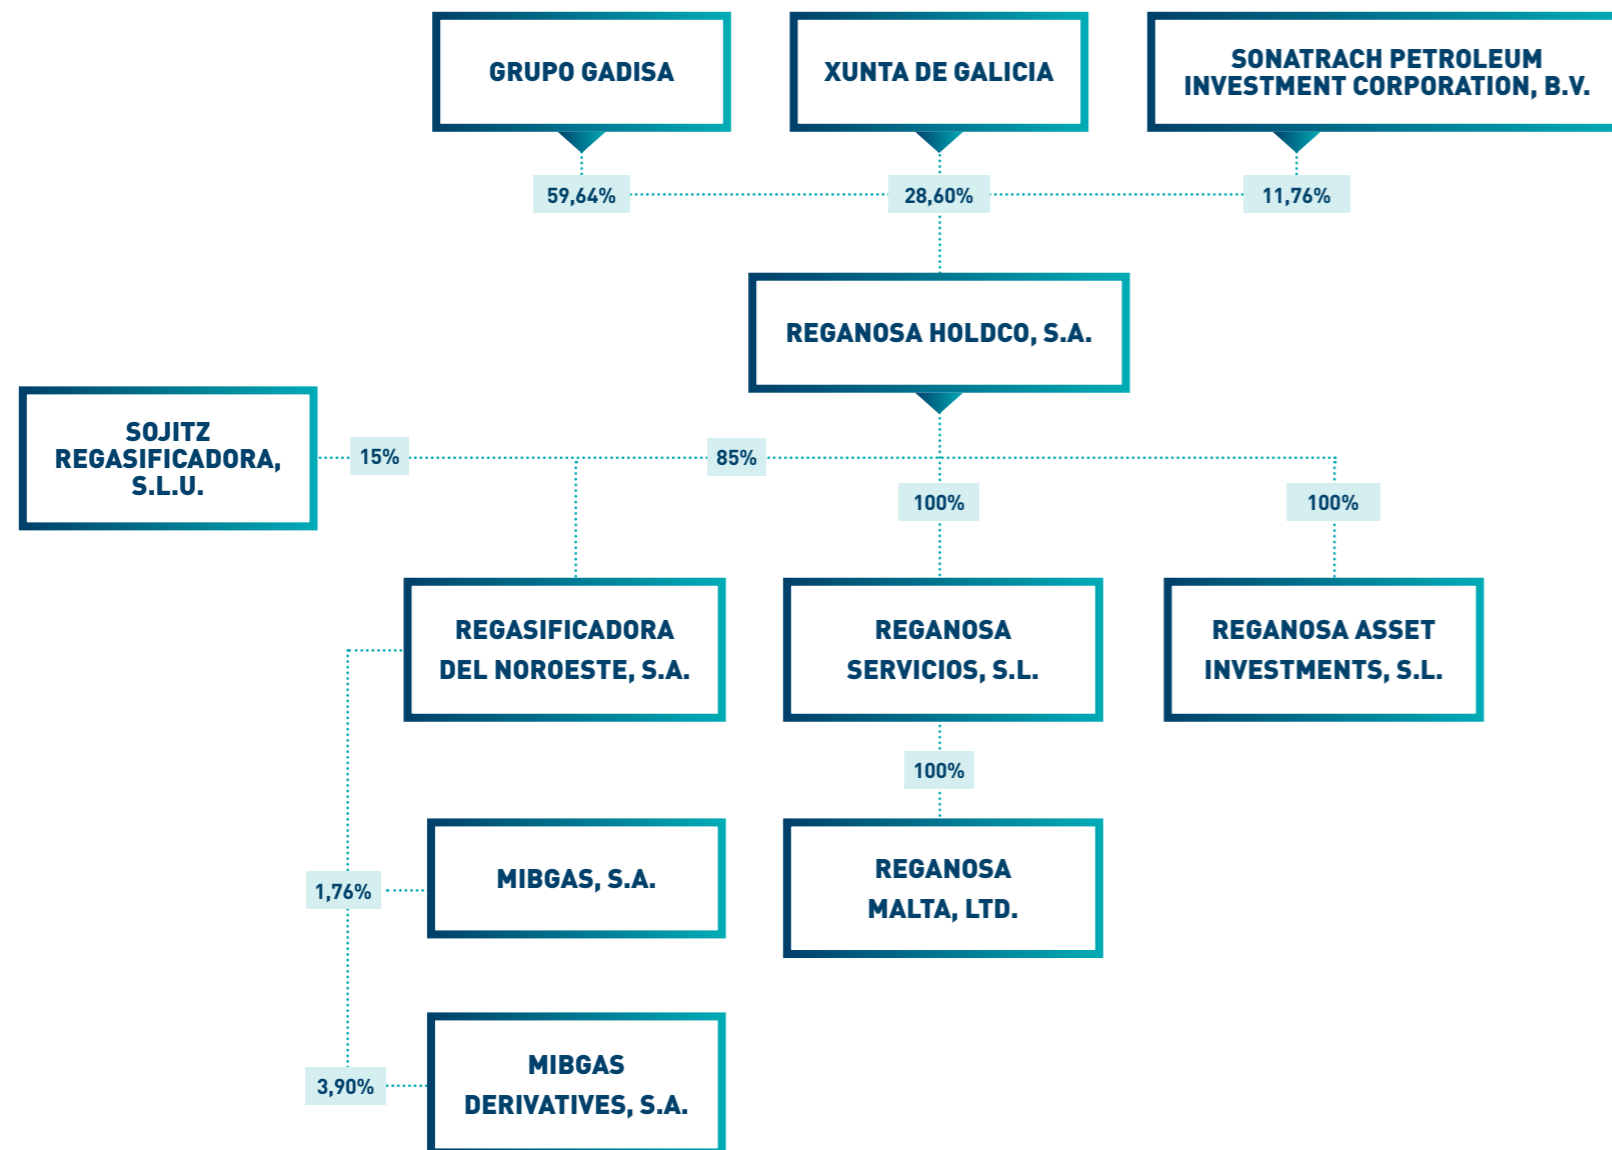 GRUPO GADISA
XUNTA DE GALICIA
SONATRACH PETROLEUM
INVESTMENT CORPORATION, B.V.
59,64%
28,60%
11,76%
REGANOSA HOLDCO, S.A.
SOJITZ
REGASIFICADORA,
S.L.U.
15%
85%
100%
100%
REGASIFICADORA
DEL NOROESTE, S.A.
REGANOSA
SERVICIOS, S.L.
REGANOSA ASSET
INVESTMENTS, S.L.
100%
1,76%
MIBGAS, S.A.
REGANOSA
MALTA, LTD.
3,90%
MIBGAS
DERIVATIVES, S.A.